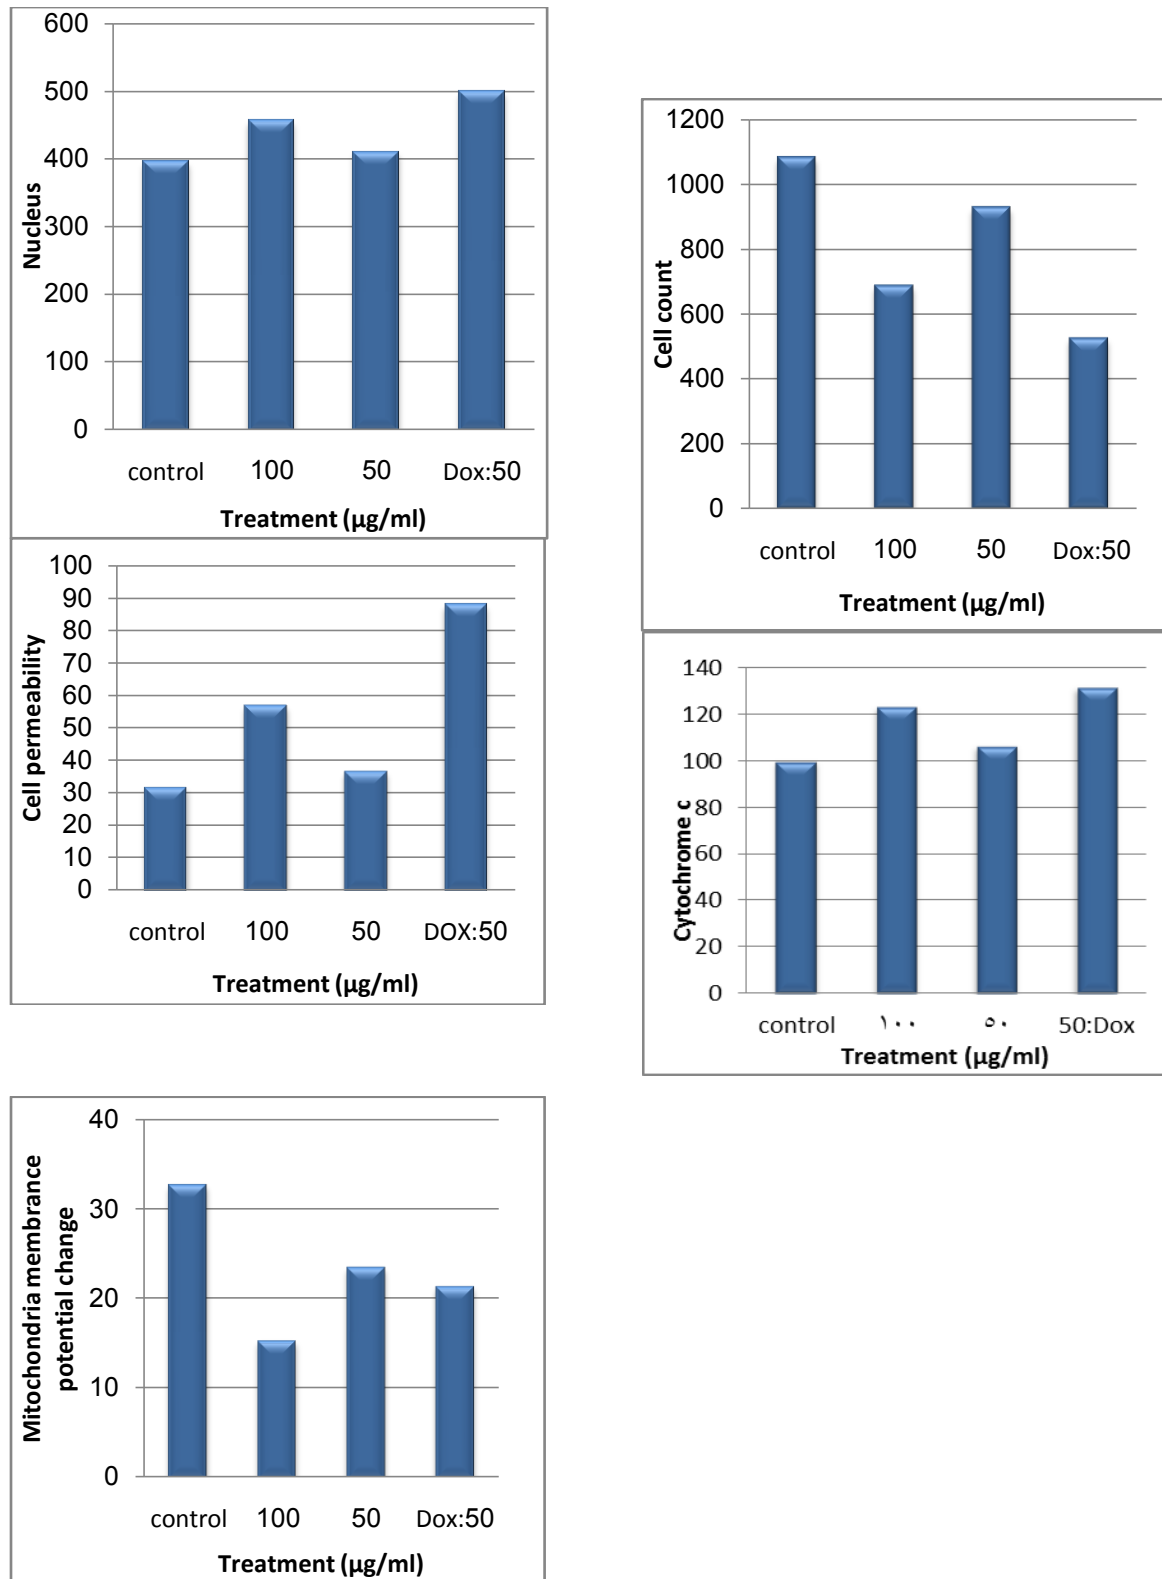 600
500
400
300
200
100
0
Nucleus
control 100 50 Dox:50
Treatment (µg/ml)
1200
1000
800
600
400
200
0
Cell count
control 100 50 Dox:50
Treatment (µg/ml)
100
90
80
70
60
50
40
30
20
10
0
Cell permeability
control 100 50 DOX:50
Treatment (µg/ml)
140
120
100
80
60
40
20
0
Cytochrome c
control ١٠٠ ٥٠ 50:Dox
Treatment (µg/ml)
40
30
20
10
0
Mitochondria membrance
potential change
control 100 50 Dox:50
Treatment (µg/ml)